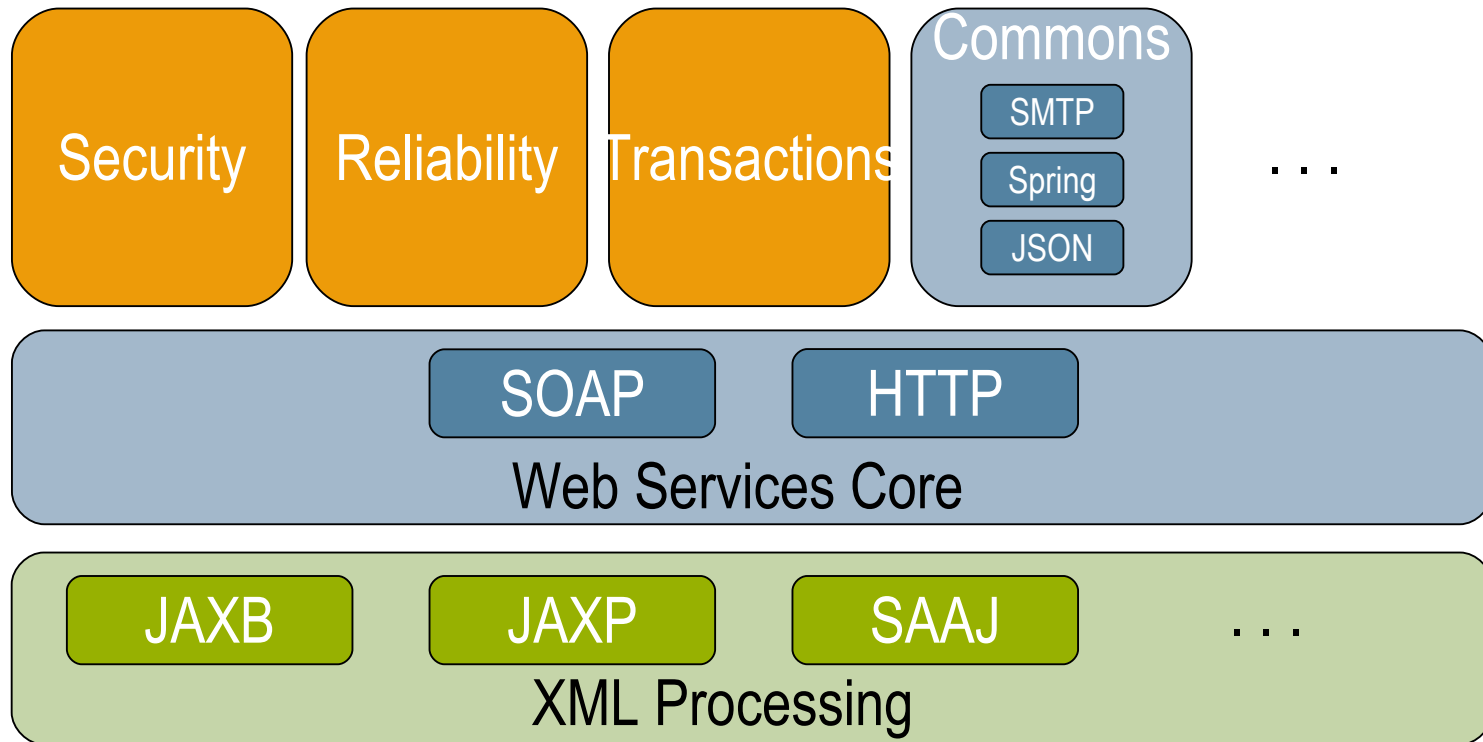 Security
Reliability
Transactions
Commons
SMTP
Spring
JSON
. . .
SOAP
HTTP
Web Services Core
JAXB
JAXP
SAAJ
. . .
XML Processing